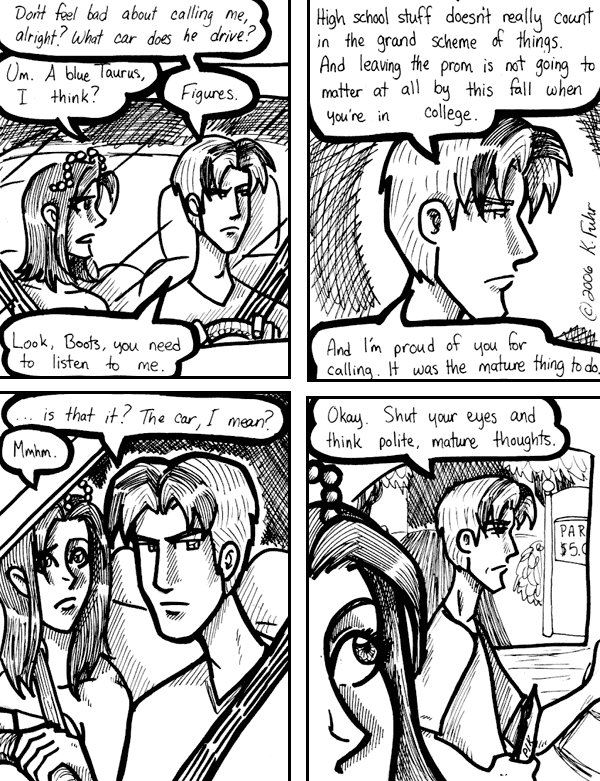 Don't feel bad about calling me,
alright? What car does he drive?
Um. A blue Taurus,
I think?
Figures.
Look, Boots, you need
to listen to me.
High school stuff doesn't really count
in the grand scheme of things.
And leaving the prom is not going to
matter at all by this fall when
you're in college.
© 2006 K. Fuhr
And I'm proud of you for
calling. It was the mature thing to do.
... is that it? The car, I mean?
Mmhm.
Okay. Shut your eyes and
think polite, mature thoughts.
PAR
$5.0